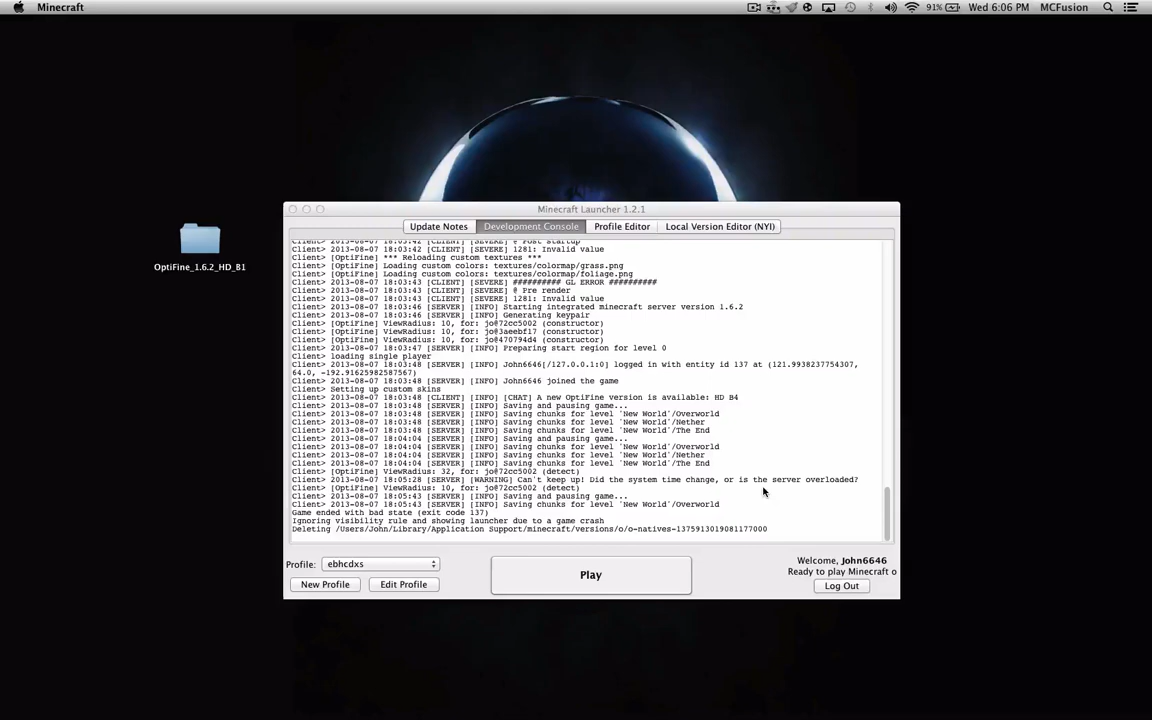 Minecraft
91%
Wed 6:06 PM
MCFusion
OptiFine_1.6.2_HD_B1
Minecraft Launcher 1.2.1
Update Notes
Development Console
Profile Editor
Local Version Editor (NYI)
Client> 2013-08-07 18:03:42 [CLIENT] [SEVERE] @ Post startup
Client> 2013-08-07 18:03:42 [CLIENT] [SEVERE] 1281: Invalid value
Client> [OptiFine] *** Reloading custom textures ***
Client> [OptiFine] Loading custom colors: textures/colormap/grass.png
Client> [OptiFine] Loading custom colors: textures/colormap/foliage.png
Client> 2013-08-07 18:03:43 [CLIENT] [SEVERE] ########## GL ERROR ##########
Client> 2013-08-07 18:03:43 [CLIENT] [SEVERE] @ Pre render
Client> 2013-08-07 18:03:43 [CLIENT] [SEVERE] 1281: Invalid value
Client> 2013-08-07 18:03:46 [SERVER] [INFO] Starting integrated minecraft server version 1.6.2
Client> 2013-08-07 18:03:46 [SERVER] [INFO] Generating keypair
Client> [OptiFine] ViewRadius: 10, for: jo@72cc5002 (constructor)
Client> [OptiFine] ViewRadius: 10, for: jo@3aeebf17 (constructor)
Client> [OptiFine] ViewRadius: 10, for: jo@470794d4 (constructor)
Client> 2013-08-07 18:03:47 [SERVER] [INFO] Preparing start region for level 0
Client> loading single player
Client> 2013-08-07 18:03:48 [SERVER] [INFO] John6646[/127.0.0.1:0] logged in with entity id 137 at (121.9938237754307,
64.0, -192.91625982587567)
Client> 2013-08-07 18:03:48 [SERVER] [INFO] John6646 joined the game
Client> Setting up custom skins
Client> 2013-08-07 18:03:48 [CLIENT] [INFO] [CHAT] A new OptiFine version is available: HD B4
Client> 2013-08-07 18:03:48 [SERVER] [INFO] Saving and pausing game...
Client> 2013-08-07 18:03:48 [SERVER] [INFO] Saving chunks for level 'New World'/Overworld
Client> 2013-08-07 18:03:48 [SERVER] [INFO] Saving chunks for level 'New World'/Nether
Client> 2013-08-07 18:03:48 [SERVER] [INFO] Saving chunks for level 'New World'/The End
Client> 2013-08-07 18:04:04 [SERVER] [INFO] Saving and pausing game...
Client> 2013-08-07 18:04:04 [SERVER] [INFO] Saving chunks for level 'New World'/Overworld
Client> 2013-08-07 18:04:04 [SERVER] [INFO] Saving chunks for level 'New World'/Nether
Client> 2013-08-07 18:04:04 [SERVER] [INFO] Saving chunks for level 'New World'/The End
Client> [OptiFine] ViewRadius: 32, for: jo@72cc5002 (detect)
Client> 2013-08-07 18:05:28 [SERVER] [WARNING] Can't keep up! Did the system time change, or is the server overloaded?
Client> [OptiFine] ViewRadius: 10, for: jo@72cc5002 (detect)
Client> 2013-08-07 18:05:43 [SERVER] [INFO] Saving and pausing game...
Client> 2013-08-07 18:05:43 [SERVER] [INFO] Saving chunks for level 'New World'/Overworld
Game ended with bad state (exit code 137)
Ignoring visibility rule and showing launcher due to a game crash
Deleting /Users/John/Library/Application Support/minecraft/versions/o/o-natives-1375913019081177000
Profile: ebhcdxs
New Profile
Edit Profile
Play
Welcome, John6646
Ready to play Minecraft o
Log Out